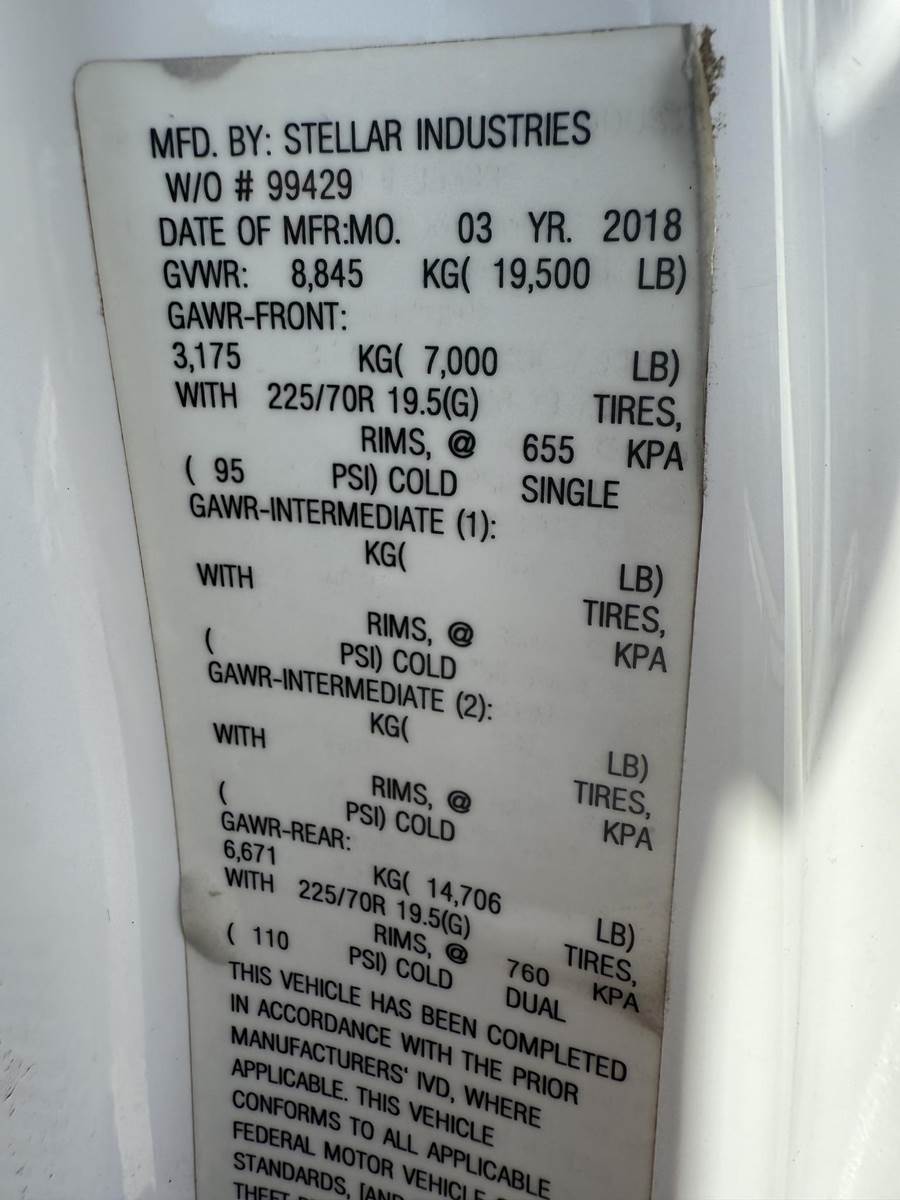 MFD. BY: STELLAR INDUSTRIES
W/O # 99429
DATE OF MFR:MO. 03 YR. 2018
GVWR: 8,845 KG( 19,500 LB)
GAWR-FRONT:
3,175 KG( 7,000 LB)
WITH 225/70R 19.5(G) TIRES,
RIMS, @ 655 KPA
( 95 PSI) COLD SINGLE
GAWR-INTERMEDIATE (1):
KG( LB)
WITH TIRES,
RIMS, @ KPA
( PSI) COLD
GAWR-INTERMEDIATE (2):
KG( LB)
WITH TIRES,
RIMS, @ KPA
( PSI) COLD
GAWR-REAR:
6,671 KG( 14,706 LB)
WITH 225/70R 19.5(G) TIRES,
RIMS, @ 760 KPA
( 110 PSI) COLD DUAL
THIS VEHICLE HAS BEEN COMPLETED
IN ACCORDANCE WITH THE PRIOR
MANUFACTURERS' IVD, WHERE
APPLICABLE. THIS VEHICLE
CONFORMS TO ALL APPLICABLE
FEDERAL MOTOR VEHICLE
STANDARDS, [AND
THEFT